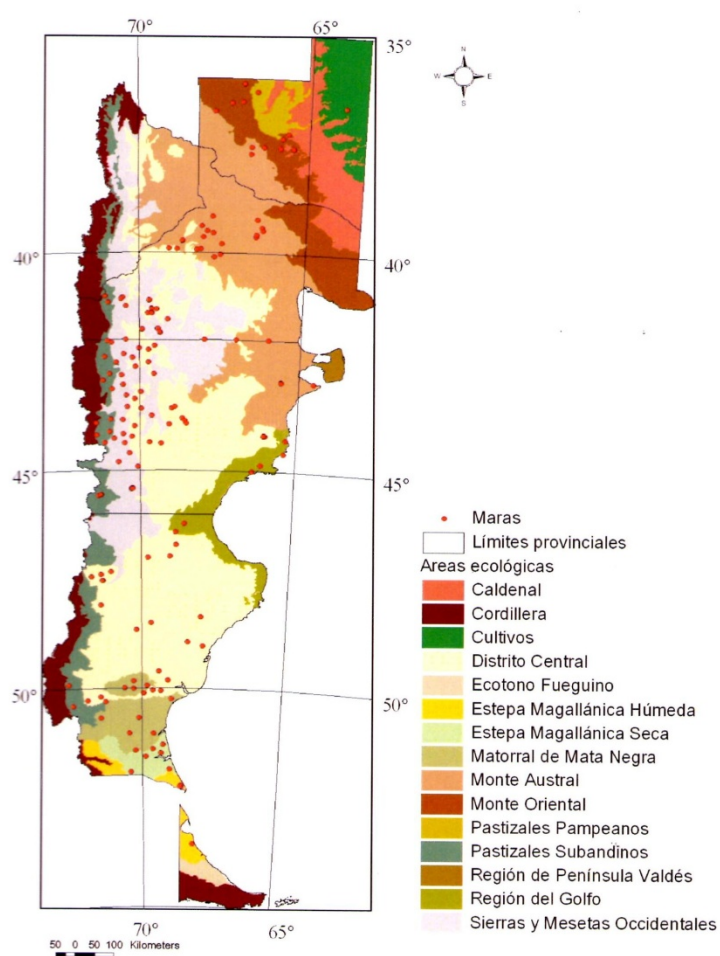 70°
65°
35°
N
W
E
S
40°
40°
45°
45°
50°
50°
70°
65°
50 0 50 100 Kilometers
Maras
Límites provinciales
Areas ecológicas
Caldenal
Cordillera
Cultivos
Distrito Central
Ecotono Fueguino
Estepa Magallánica Húmeda
Estepa Magallánica Seca
Matorral de Mata Negra
Monte Austral
Monte Oriental
Pastizales Pampeanos
Pastizales Subandinos
Región de Península Valdés
Región del Golfo
Sierras y Mesetas Occidentales